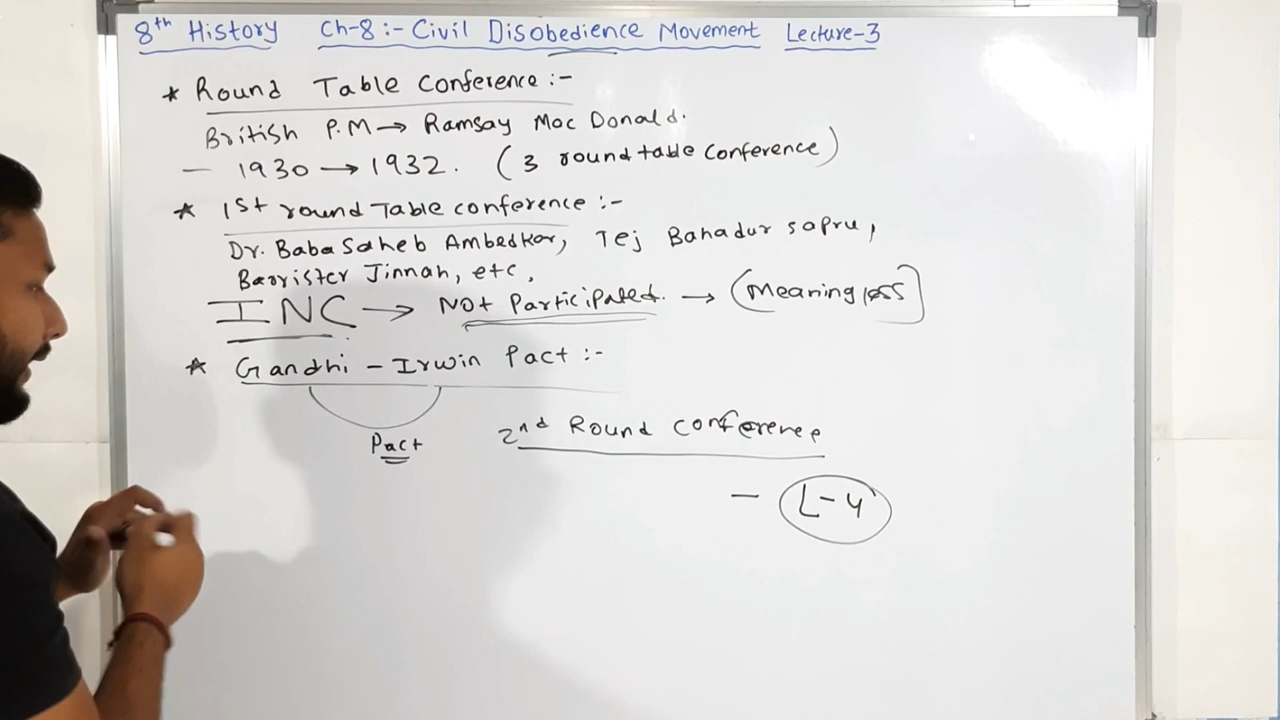 8th History Ch-8:- Civil Disobedience Movement Lecture-3
* Round Table Conference :-
British P.M → Ramsay Mac Donald.
— 1930 → 1932. (3 round table conference)
* 1st round Table conference :-
Dr. Baba Saheb Ambedkar, Tej Bahadur Sapru,
Barrister Jinnah, etc,
INC → Not Participated. → (Meaningless)
* Gandhi - Irwin Pact :-
Pact
2nd Round conference
— L-4